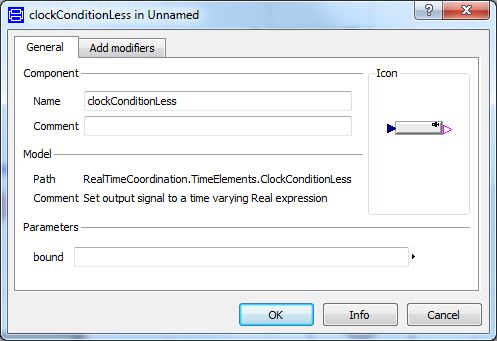 clockConditionLess in Unnamed
General Add modifiers
Component Icon
Name clockConditionLess
Comment
Model
Path RealTimeCoordination.TimeElements.ClockConditionLess
Comment Set output signal to a time varying Real expression
Parameters
bound
OK Info Cancel